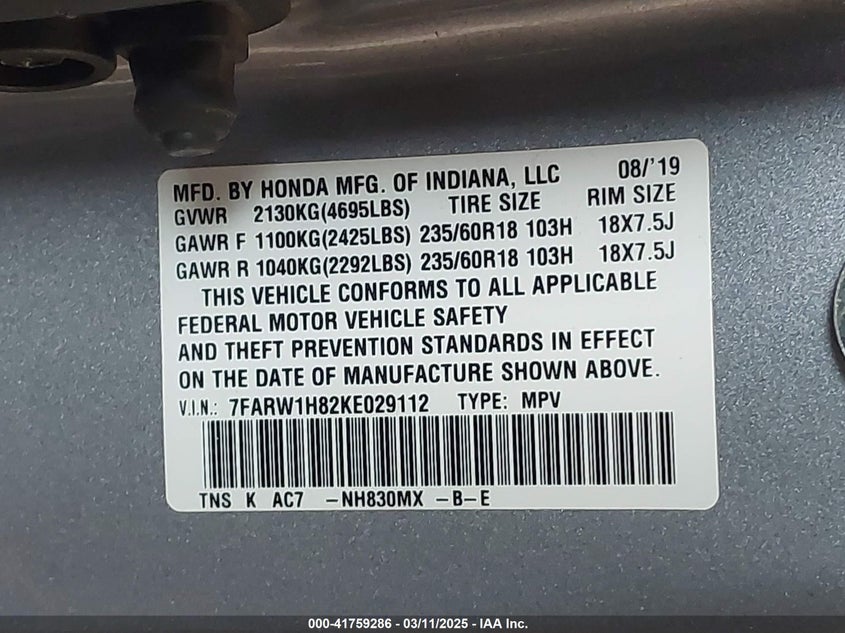 MFD. BY HONDA MFG. OF INDIANA, LLC 08/'19
GVWR 2130KG(4695LBS) TIRE SIZE RIM SIZE
GAWR F 1100KG(2425LBS) 235/60R18 103H 18X7.5J
GAWR R 1040KG(2292LBS) 235/60R18 103H 18X7.5J
THIS VEHICLE CONFORMS TO ALL APPLICABLE
FEDERAL MOTOR VEHICLE SAFETY
AND THEFT PREVENTION STANDARDS IN EFFECT
ON THE DATE OF MANUFACTURE SHOWN ABOVE.
V.I.N.: 7FARW1H82KE029112 TYPE: MPV
TNS K AC7 -NH830MX -B-E
000-41759286 - 03/11/2025 - IAA Inc.